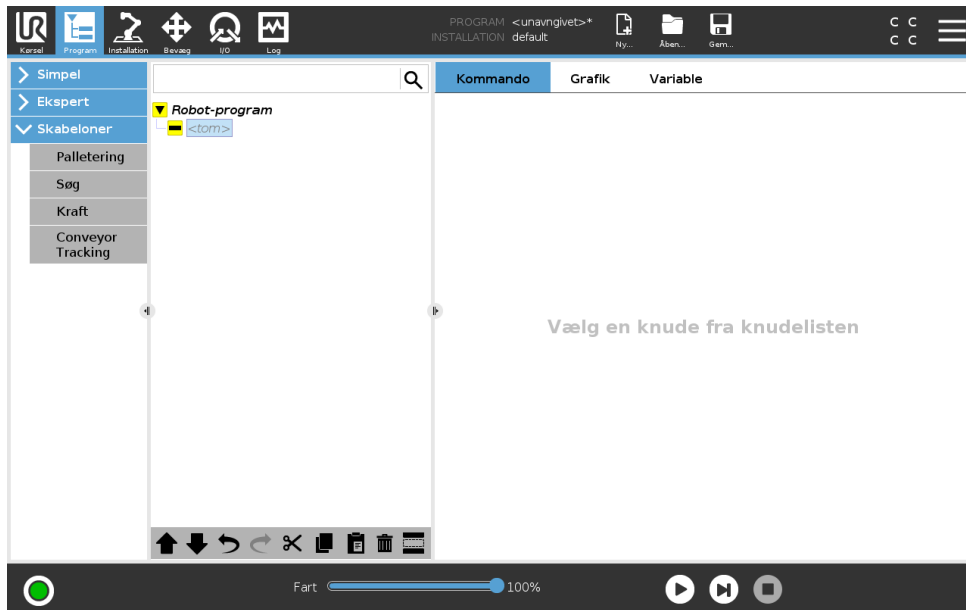 UR
PROGRAM <unavngivet>*
INSTALLATION default
Kørsel
Program
Installation
Bevæg
I/O
Log
Ny...
Åben...
Gem...
C C
C C
Simpel
Ekspert
Skabeloner
Palletering
Søg
Kraft
Conveyor
Tracking
Robot-program
<tom>
Kommando
Grafik
Variable
Vælg en knude fra knudelisten
Fart
100%